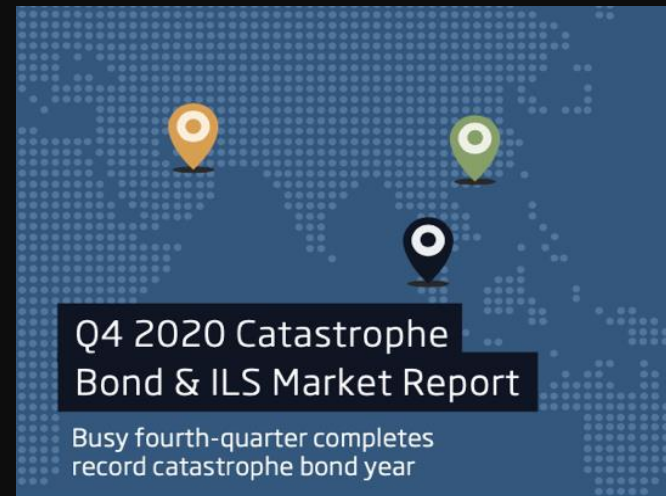 Q4 2020 Catastrophe
Bond & ILS Market Report
Busy fourth-quarter completes
record catastrophe bond year